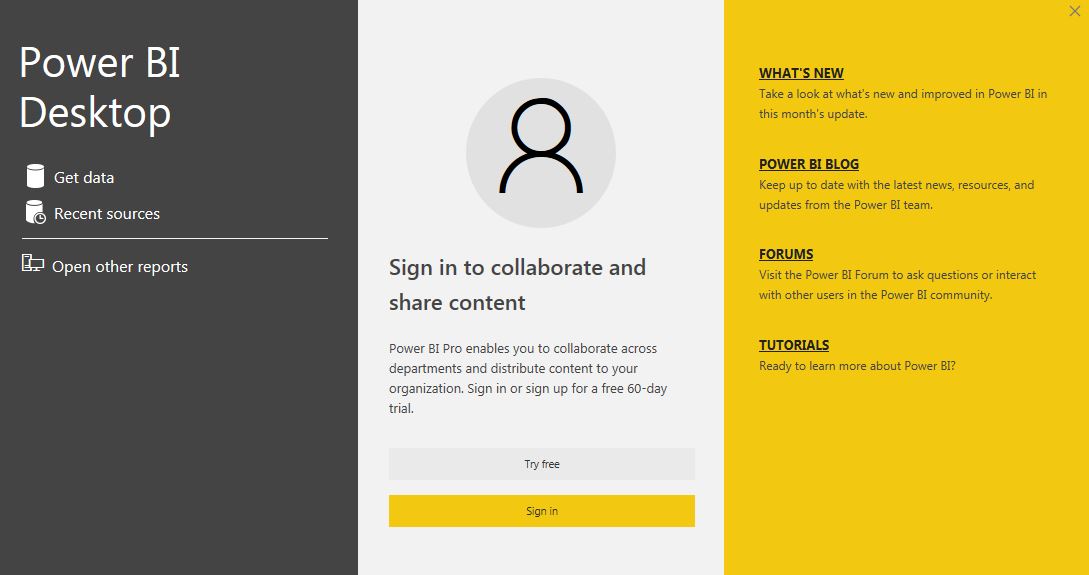 Power BI
Desktop
Get data
Recent sources
Open other reports
Sign in to collaborate and
share content
Power BI Pro enables you to collaborate across
departments and distribute content to your
organization. Sign in or sign up for a free 60-day
trial.
Try free
Sign in
WHAT'S NEW
Take a look at what's new and improved in Power BI in
this month's update.
POWER BI BLOG
Keep up to date with the latest news, resources, and
updates from the Power BI team.
FORUMS
Visit the Power BI Forum to ask questions or interact
with other users in the Power BI community.
TUTORIALS
Ready to learn more about Power BI?